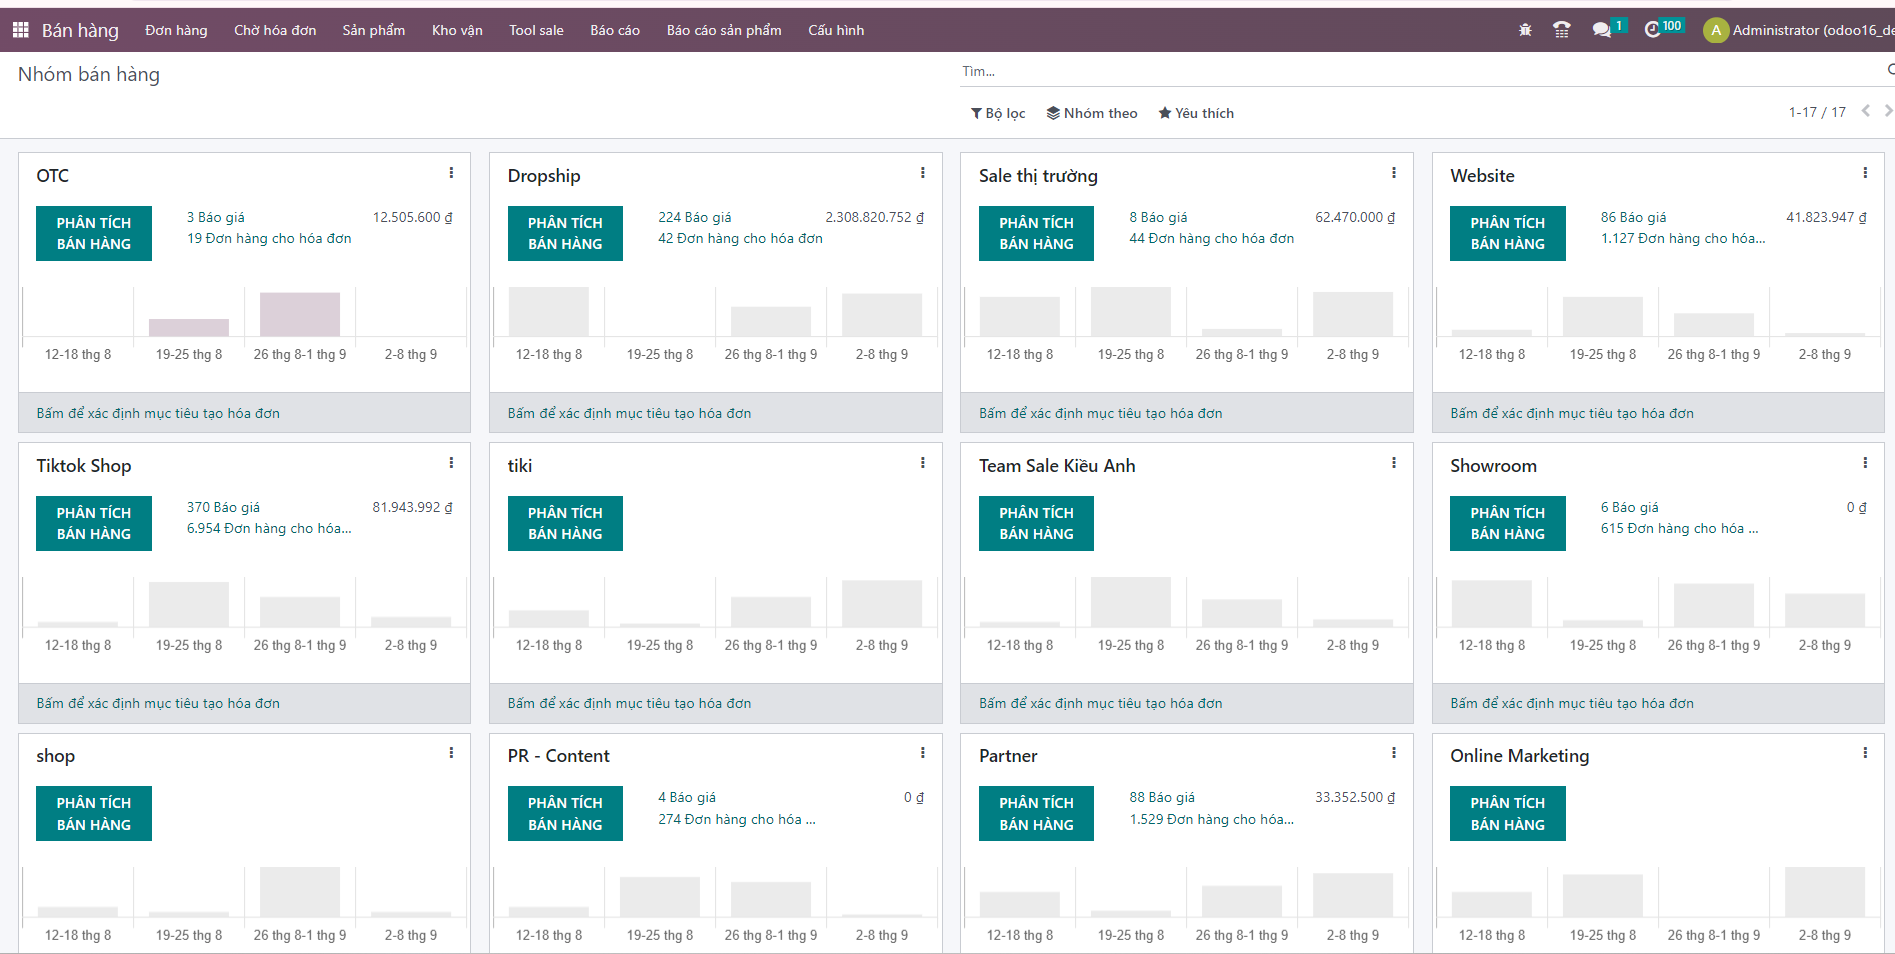 Bán hàng Đơn hàng Chờ hóa đơn Sản phẩm Kho vận Tool sale Báo cáo Báo cáo sản phẩm Cấu hình 1 100 A Administrator (odoo16_de
Nhóm bán hàng
Tìm...
Bộ lọc Nhóm theo Yêu thích 1-17 / 17
OTC
PHÂN TÍCH BÁN HÀNG
3 Báo giá 12.505.600 ₫
19 Đơn hàng cho hóa đơn
12-18 thg 8 19-25 thg 8 26 thg 8-1 thg 9 2-8 thg 9
Bấm để xác định mục tiêu tạo hóa đơn
Dropship
PHÂN TÍCH BÁN HÀNG
224 Báo giá 2.308.820.752 ₫
42 Đơn hàng cho hóa đơn
12-18 thg 8 19-25 thg 8 26 thg 8-1 thg 9 2-8 thg 9
Bấm để xác định mục tiêu tạo hóa đơn
Sale thị trường
PHÂN TÍCH BÁN HÀNG
8 Báo giá 62.470.000 ₫
44 Đơn hàng cho hóa đơn
12-18 thg 8 19-25 thg 8 26 thg 8-1 thg 9 2-8 thg 9
Bấm để xác định mục tiêu tạo hóa đơn
Website
PHÂN TÍCH BÁN HÀNG
86 Báo giá 41.823.947 ₫
1.127 Đơn hàng cho hóa...
12-18 thg 8 19-25 thg 8 26 thg 8-1 thg 9 2-8 thg 9
Bấm để xác định mục tiêu tạo hóa đơn
Tiktok Shop
PHÂN TÍCH BÁN HÀNG
370 Báo giá 81.943.992 ₫
6.954 Đơn hàng cho hóa...
12-18 thg 8 19-25 thg 8 26 thg 8-1 thg 9 2-8 thg 9
Bấm để xác định mục tiêu tạo hóa đơn
tiki
PHÂN TÍCH BÁN HÀNG
12-18 thg 8 19-25 thg 8 26 thg 8-1 thg 9 2-8 thg 9
Bấm để xác định mục tiêu tạo hóa đơn
Team Sale Kiều Anh
PHÂN TÍCH BÁN HÀNG
12-18 thg 8 19-25 thg 8 26 thg 8-1 thg 9 2-8 thg 9
Bấm để xác định mục tiêu tạo hóa đơn
Showroom
PHÂN TÍCH BÁN HÀNG
6 Báo giá 0 ₫
615 Đơn hàng cho hóa ...
12-18 thg 8 19-25 thg 8 26 thg 8-1 thg 9 2-8 thg 9
Bấm để xác định mục tiêu tạo hóa đơn
shop
PHÂN TÍCH BÁN HÀNG
12-18 thg 8 19-25 thg 8 26 thg 8-1 thg 9 2-8 thg 9
PR - Content
PHÂN TÍCH BÁN HÀNG
4 Báo giá 0 ₫
274 Đơn hàng cho hóa ...
12-18 thg 8 19-25 thg 8 26 thg 8-1 thg 9 2-8 thg 9
Partner
PHÂN TÍCH BÁN HÀNG
88 Báo giá 33.352.500 ₫
1.529 Đơn hàng cho hóa...
12-18 thg 8 19-25 thg 8 26 thg 8-1 thg 9 2-8 thg 9
Online Marketing
PHÂN TÍCH BÁN HÀNG
12-18 thg 8 19-25 thg 8 26 thg 8-1 thg 9 2-8 thg 9